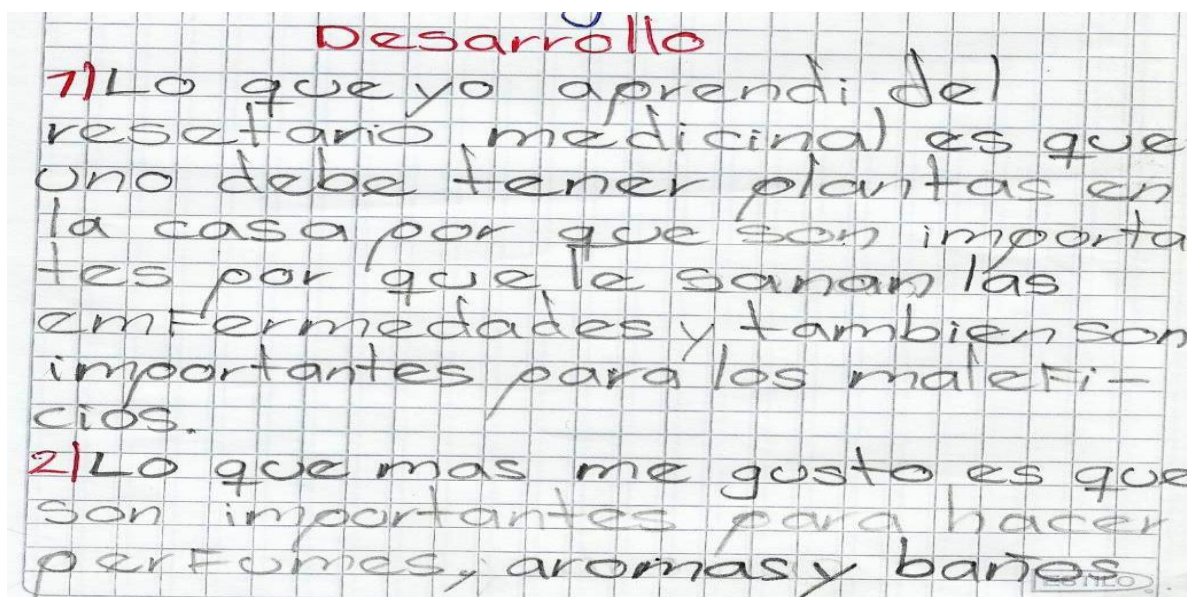 Desarrollo
1) Lo que yo aprendi del
resetario medicinal es que
uno debe tener plantas en
la casa por que son importa
tes por que le sanan las
emfermedades y tambien son
importantes para los malefi-
cios.
2) Lo que mas me gusto es que
son importantes para hacer
perfumes, aromas y baños